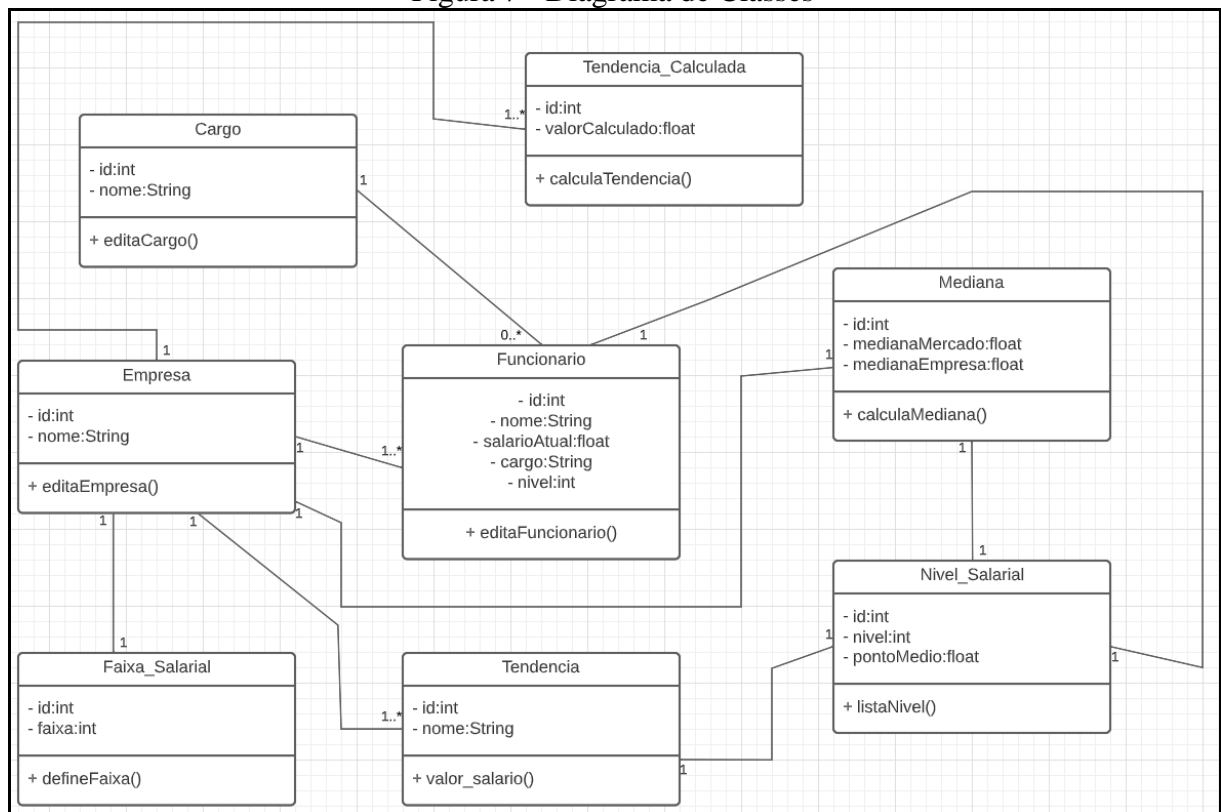 Diagrama de Classes
Tendencia_Calculada
- id:int
- valorCalculado:float
+ calculaTendencia()
1..*
Cargo
- id:int
- nome:String
+ editaCargo()
1
0..*
1
Mediana
- id:int
- medianaMercado:float
- medianaEmpresa:float
+ calculaMediana()
1
1
1
Empresa
- id:int
- nome:String
+ editaEmpresa()
1
1
1
1
Funcionario
- id:int
- nome:String
- salarioAtual:float
- cargo:String
- nivel:int
+ editaFuncionario()
1..*
1
Nivel_Salarial
- id:int
- nivel:int
- pontoMedio:float
+ listaNivel()
1
1
1
Faixa_Salarial
- id:int
- faixa:int
+ defineFaixa()
1..*
Tendencia
- id:int
- nome:String
+ valor_salario()
1